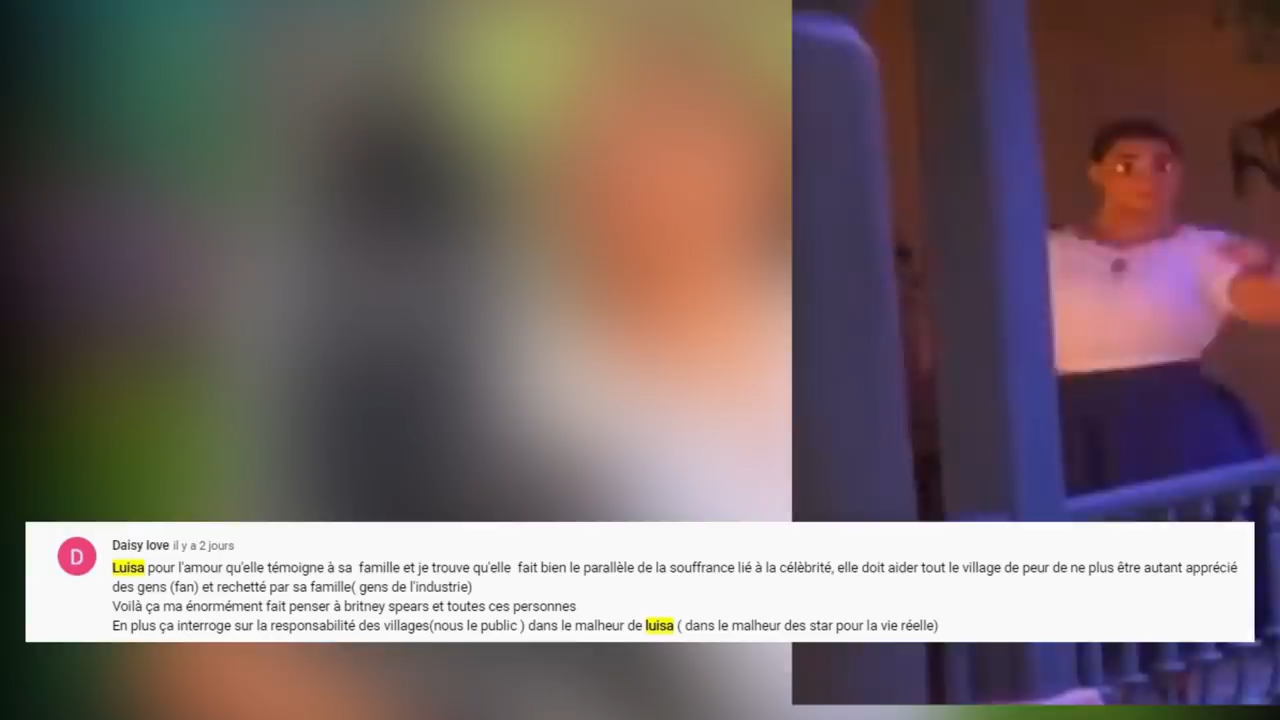 D
Daisy love il y a 2 jours
Luisa pour l'amour qu'elle témoigne à sa famille et je trouve qu'elle fait bien le parallèle de la souffrance lié à la célèbrité, elle doit aider tout le village de peur de ne plus être autant apprécié
des gens (fan) et rechetté par sa famille( gens de l'industrie)
Voilà ça ma énormément fait penser à britney spears et toutes ces personnes
En plus ça interroge sur la responsabilité des villages(nous le public ) dans le malheur de luisa ( dans le malheur des star pour la vie réelle)